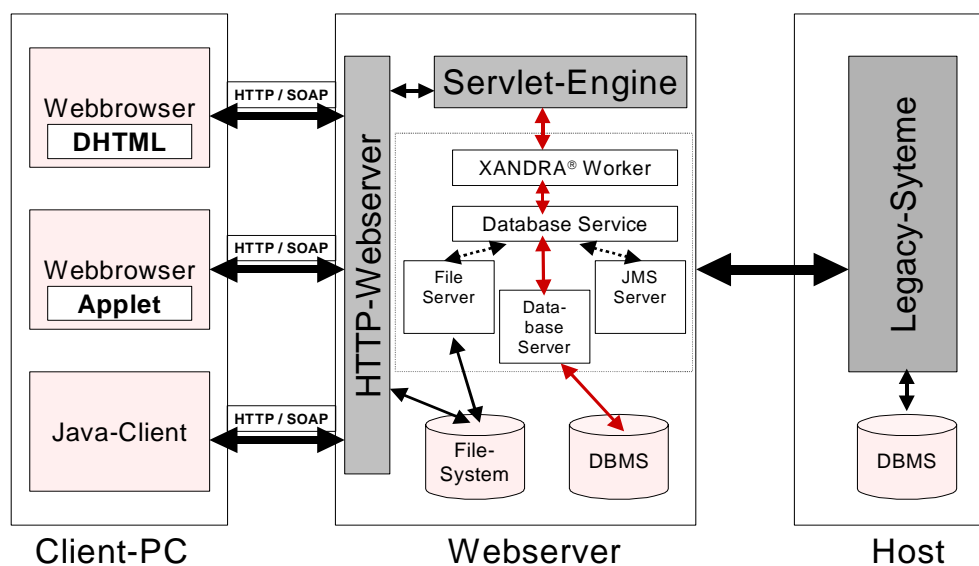 Webbrowser
DHTML
Webbrowser
Applet
Java-Client
Client-PC
HTTP / SOAP
HTTP / SOAP
HTTP / SOAP
HTTP-Webserver
Servlet-Engine
XANDRA® Worker
Database Service
File
Server
Data-
base
Server
JMS
Server
File-
System
DBMS
Webserver
Legacy-Syteme
DBMS
Host